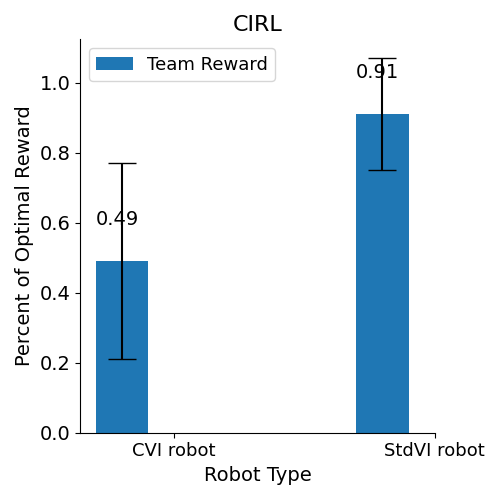 CIRL
Team Reward
Percent of Optimal Reward
1.0
0.8
0.6
0.4
0.2
0.0
0.49
0.91
CVI robot
StdVI robot
Robot Type